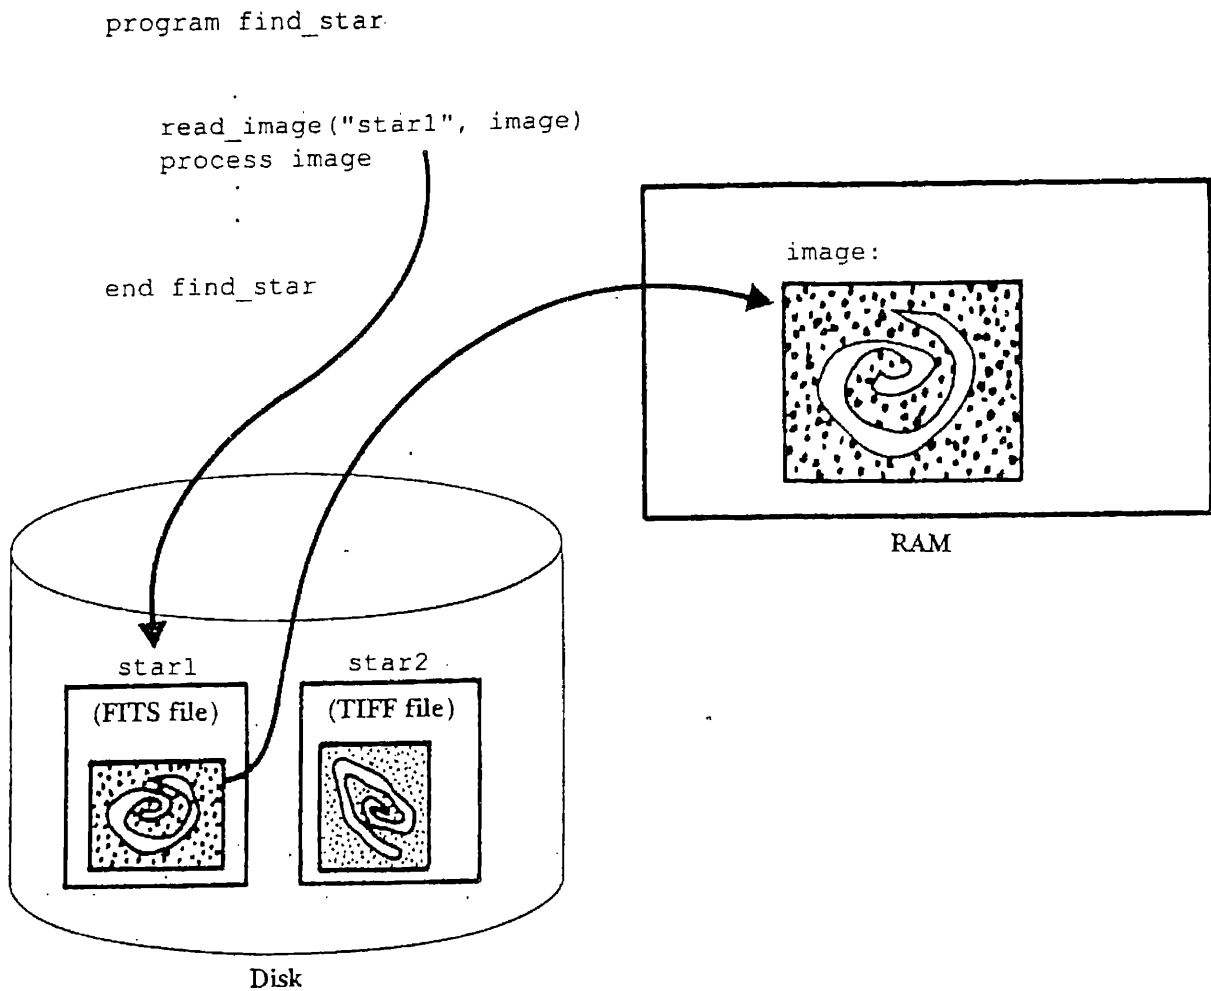 program find_star
.
read_image("star1", image)
process image
.
.
end find_star
image:
RAM
star1
(FITS file)
star2
(TIFF file)
Disk